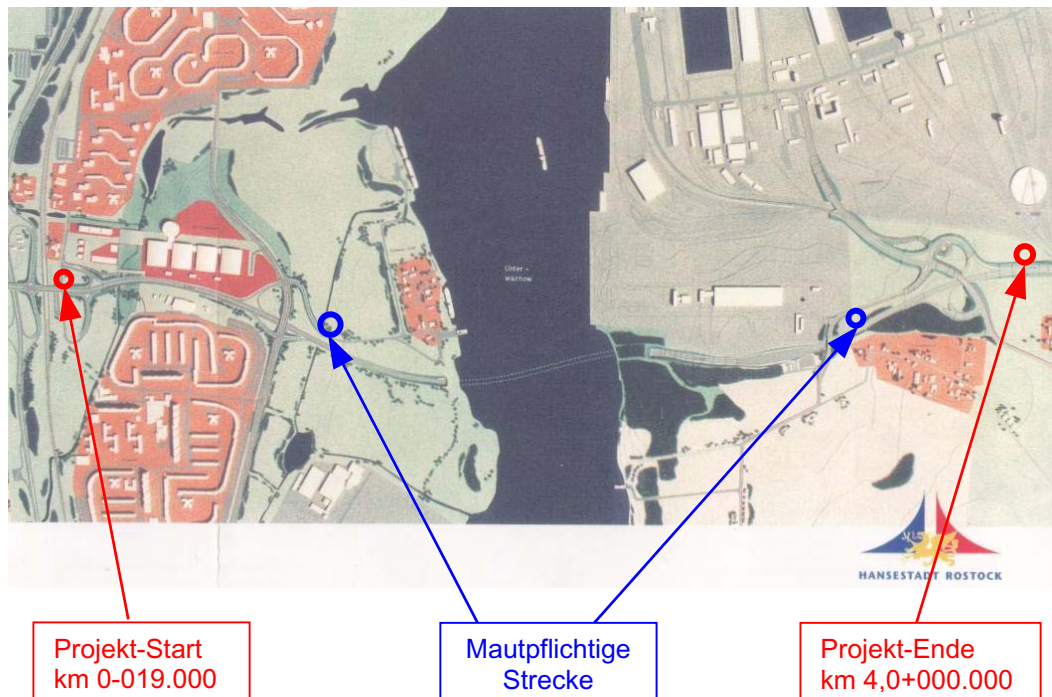 Unter -
warnow
HANSESTADT ROSTOCK
Projekt-Start
km 0-019.000
Mautpflichtige
Strecke
Projekt-Ende
km 4,0+000.000